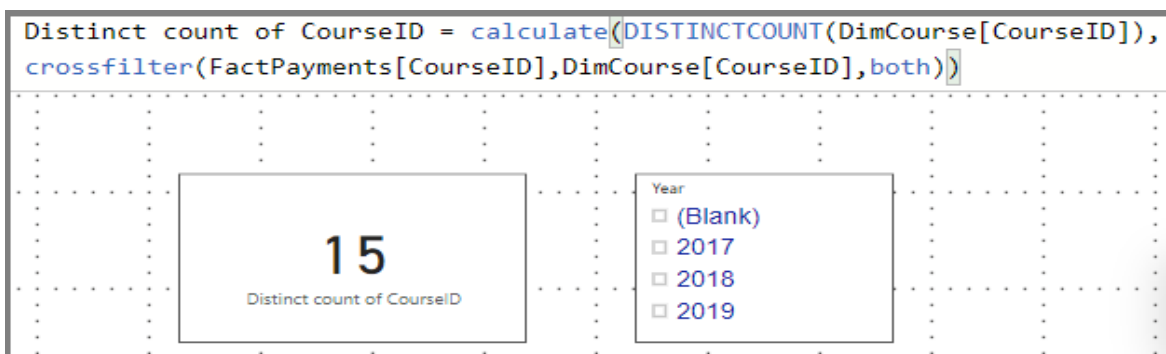 Distinct count of CourseID = calculate(DISTINCTCOUNT(DimCourse[CourseID]),
crossfilter(FactPayments[CourseID],DimCourse[CourseID],both))
15
Distinct count of CourseID
Year
(Blank)
2017
2018
2019